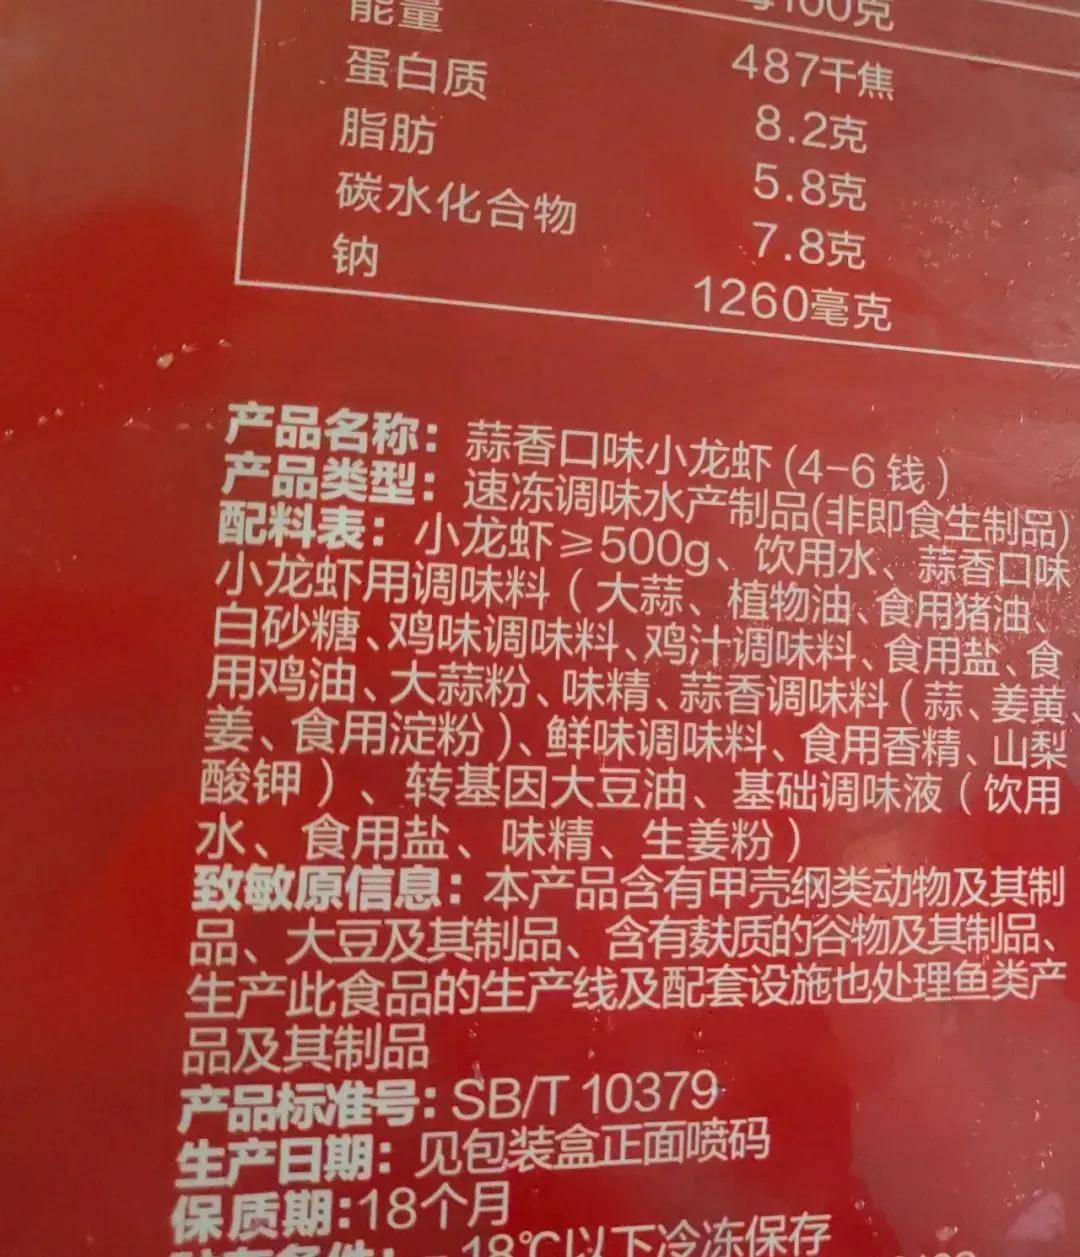 能量 每100克
蛋白质 487千焦
脂肪 8.2克
碳水化合物 5.8克
钠 7.8克
1260毫克
产品名称：蒜香口味小龙虾(4-6钱)
产品类型：速冻调味水产制品(非即食生制品)
配料表：小龙虾≥500g、饮用水、蒜香口味
小龙虾用调味料（大蒜、植物油、食用猪油、
白砂糖、鸡味调味料、鸡汁调味料、食用盐、食
用鸡油、大蒜粉、味精、蒜香调味料（蒜、姜黄、
姜、食用淀粉）、鲜味调味料、食用香精、山梨
酸钾）、转基因大豆油、基础调味液（饮用
水、食用盐、味精、生姜粉）
致敏原信息：本产品含有甲壳纲类动物及其制
品、大豆及其制品、含有麸质的谷物及其制品、
生产此食品的生产线及配套设施也处理鱼类产
品及其制品
产品标准号：SB/T 10379
生产日期：见包装盒正面喷码
保质期：18个月
贮存条件：-18℃以下冷冻保存